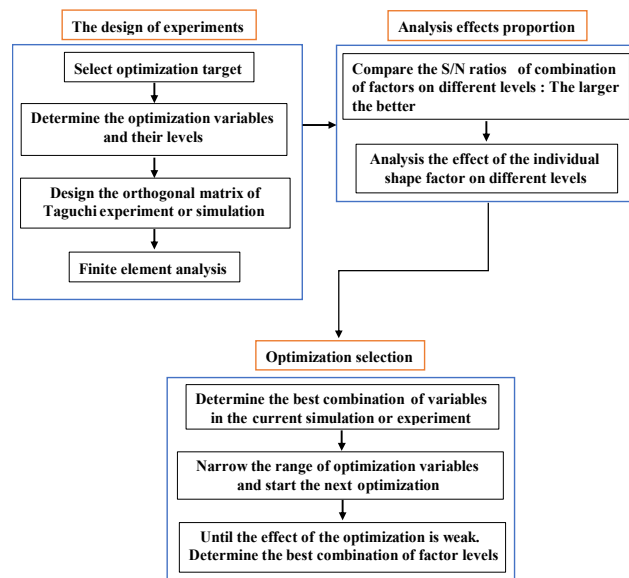 The design of experiments
Select optimization target
Determine the optimization variables
and their levels
Design the orthogonal matrix of
Taguchi experiment or simulation
Finite element analysis
Analysis effects proportion
Compare the S/N ratios of combination
of factors on different levels : The larger
the better
Analysis the effect of the individual
shape factor on different levels
Optimization selection
Determine the best combination of variables
in the current simulation or experiment
Narrow the range of optimization variables
and start the next optimization
Until the effect of the optimization is weak.
Determine the best combination of factor levels